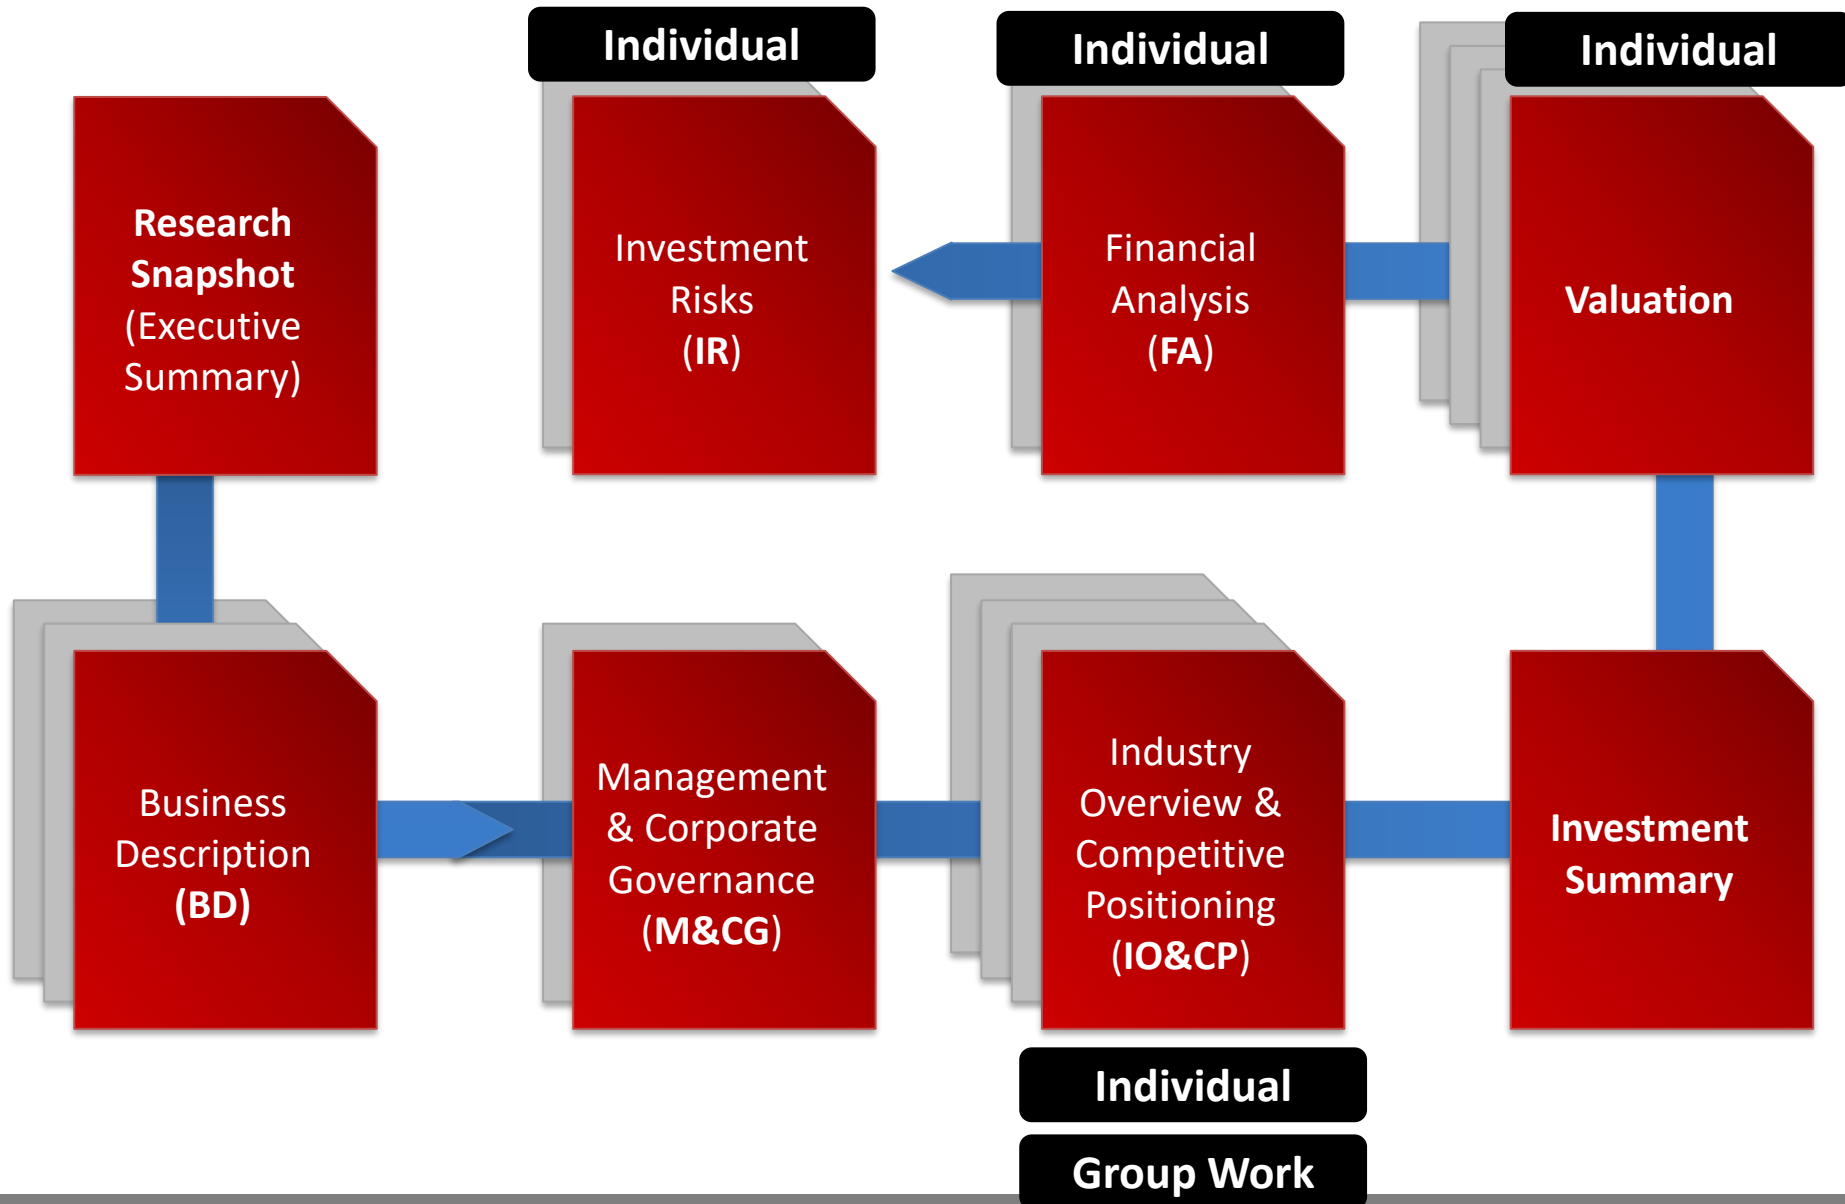 Individual
Individual
Individual
Research
Snapshot
(Executive
Summary)
Investment
Risks
(IR)
Financial
Analysis
(FA)
Valuation
Business
Description
(BD)
Management
& Corporate
Governance
(M&CG)
Industry
Overview &
Competitive
Positioning
(IO&CP)
Investment
Summary
Individual
Group Work